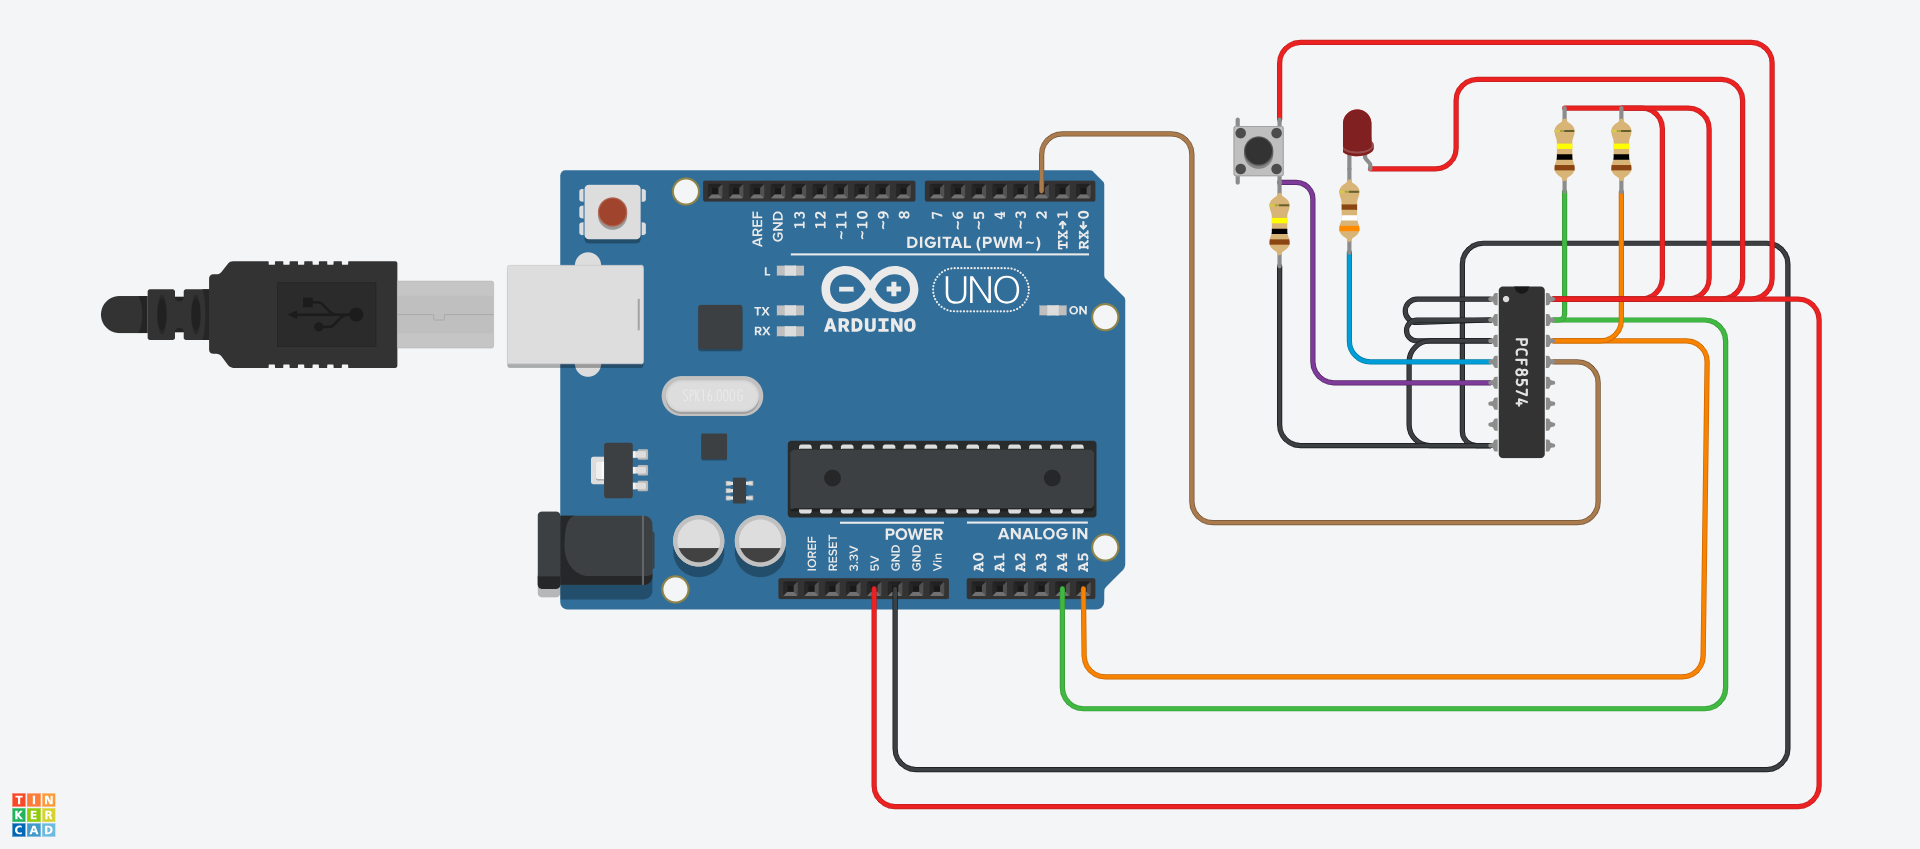 AREF
GND
13
12
~11
~10
~9
8
7
~6
~5
4
~3
2
TX→1
RX←0
DIGITAL (PWM~)
L
TX
RX
UNO
ON
ARDUINO
SPK16.000G
PCF8574
POWER
ANALOG IN
IOREF
RESET
3.3V
5V
GND
GND
Vin
A0
A1
A2
A3
A4
A5
TIN
KER
CAD